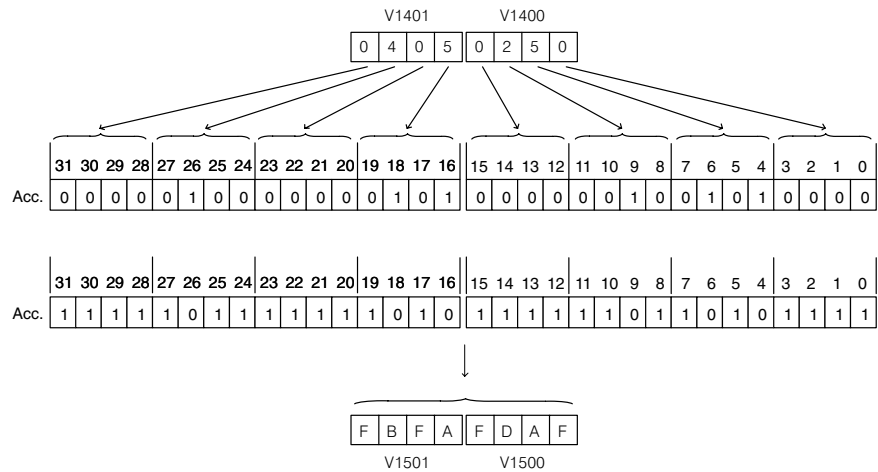 V1401 V1400
0 4 0 5 0 2 5 0
31 30 29 28 27 26 25 24 23 22 21 20 19 18 17 16 15 14 13 12 11 10 9 8 7 6 5 4 3 2 1 0
Acc. 0 0 0 0 0 1 0 0 0 0 0 0 0 1 0 1 0 0 0 0 0 0 1 0 0 1 0 1 0 0 0 0
31 30 29 28 27 26 25 24 23 22 21 20 19 18 17 16 15 14 13 12 11 10 9 8 7 6 5 4 3 2 1 0
Acc. 1 1 1 1 1 0 1 1 1 1 1 1 1 0 1 0 1 1 1 1 1 1 0 1 1 0 1 0 1 1 1 1
F B F A F D A F
V1501 V1500